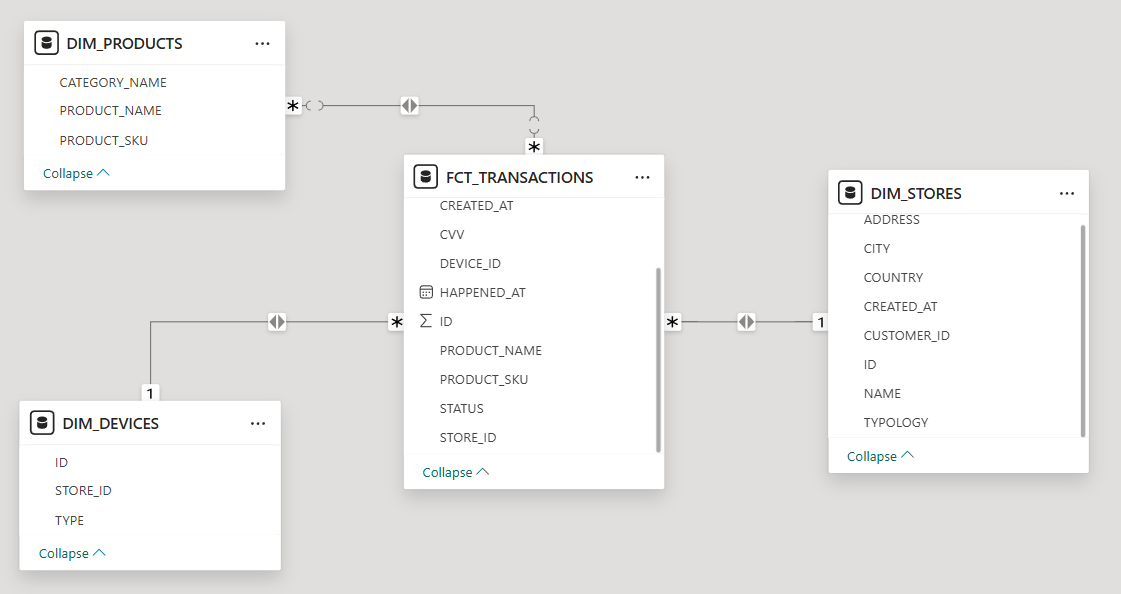 DIM_PRODUCTS ...
CATEGORY_NAME
PRODUCT_NAME
PRODUCT_SKU
Collapse
*
*
FCT_TRANSACTIONS ...
CREATED_AT
CVV
DEVICE_ID
HAPPENED_AT
∑ ID
PRODUCT_NAME
PRODUCT_SKU
STATUS
STORE_ID
Collapse
*
1
DIM_STORES ...
ADDRESS
CITY
COUNTRY
CREATED_AT
CUSTOMER_ID
ID
NAME
TYPOLOGY
Collapse
*
1
DIM_DEVICES ...
ID
STORE_ID
TYPE
Collapse